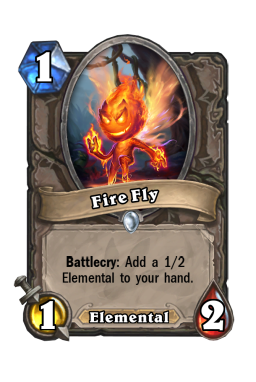 1
Fire Fly
Battlecry: Add a 1/2
Elemental to your hand.
1
Elemental
2